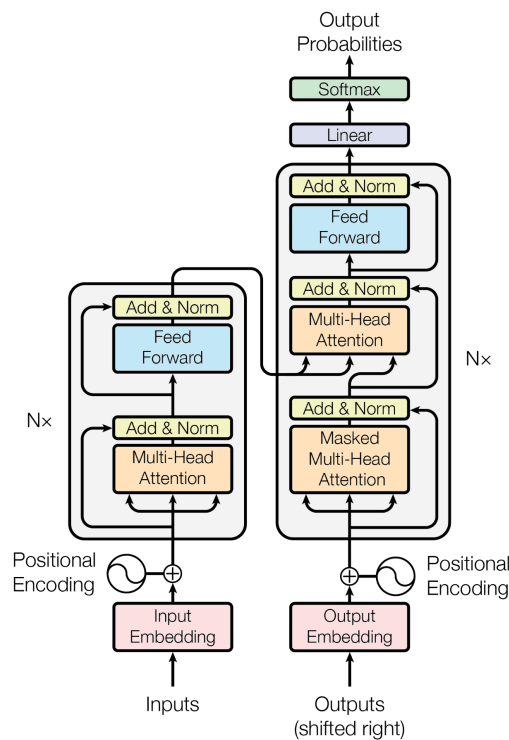 Output
Probabilities
Softmax
Linear
Add & Norm
Feed
Forward
Add & Norm
Multi-Head
Attention
Add & Norm
Masked
Multi-Head
Attention
N×
Add & Norm
Feed
Forward
Add & Norm
Multi-Head
Attention
N×
Positional
Encoding
Positional
Encoding
Input
Embedding
Output
Embedding
Inputs
Outputs
(shifted right)